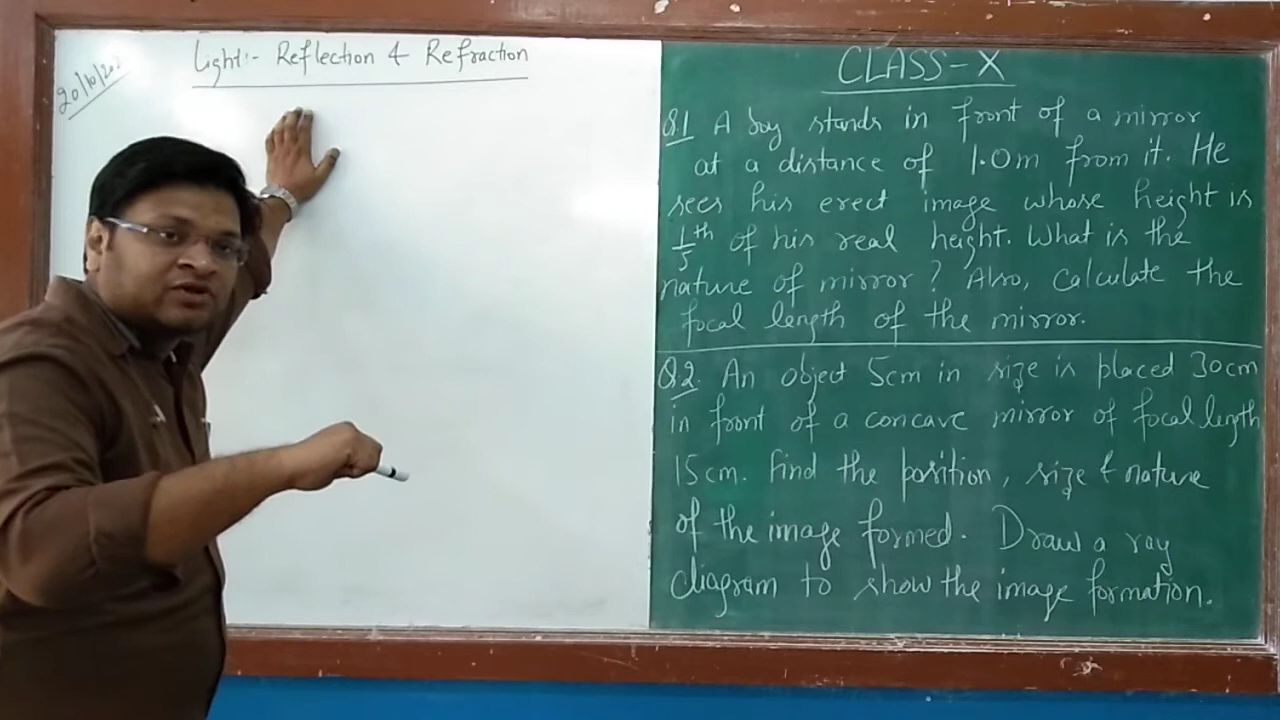 20/10/202
Light:- Reflection & Refraction
CLASS-X
Q.1 A boy stands in front of a mirror
at a distance of 1.0m from it. He
sees his erect image whose height is
1/5th of his real height. What is the
nature of mirror? Also, Calculate the
focal length of the mirror.
Q.2. An object 5cm in size is placed 30cm
in front of a concave mirror of focal length
15cm. Find the position, size & nature
of the image formed. Draw a ray
diagram to show the image formation.